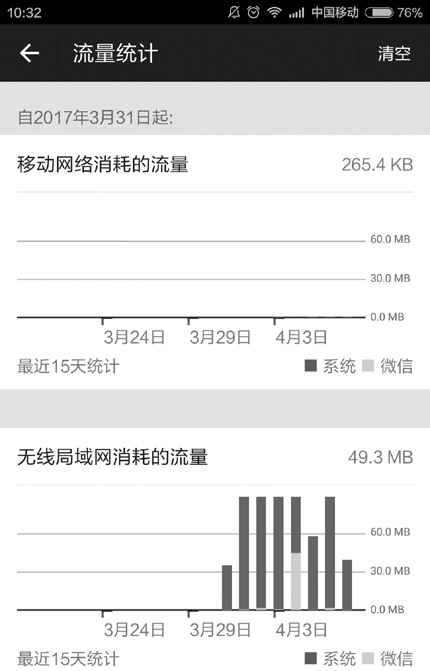 10:32 中国移动 76%
流量统计 清空
自2017年3月31日起:
移动网络消耗的流量 265.4 KB
60.0 MB
30.0 MB
0.0 MB
3月24日 3月29日 4月3日
最近15天统计 系统 微信
无线局域网消耗的流量 49.3 MB
60.0 MB
30.0 MB
0.0 MB
3月24日 3月29日 4月3日
最近15天统计 系统 微信